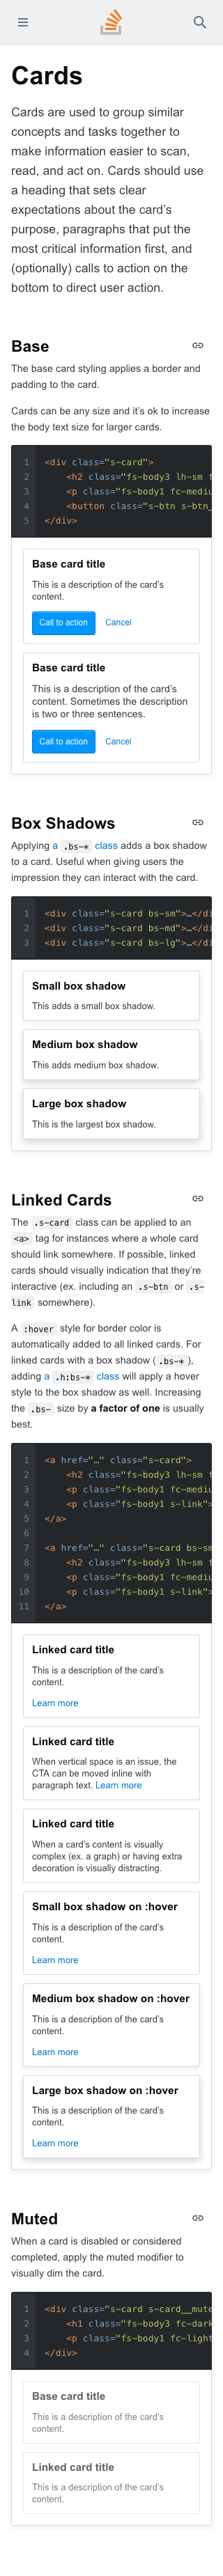 Cards
Cards are used to group similar
concepts and tasks together to
make information easier to scan,
read, and act on. Cards should use
a heading that sets clear
expectations about the card’s
purpose, paragraphs that put the
most critical information first, and
(optionally) calls to action on the
bottom to direct user action.
Base
The base card styling applies a border and
padding to the card.
Cards can be any size and it’s ok to increase
the body text size for larger cards.
1 <div class="s-card">
2 <h2 class="fs-body3 lh-sm f
3 <p class="fs-body1 fc-mediu
4 <button class="s-btn s-btn_
5 </div>
Base card title
This is a description of the card’s
content.
Call to action Cancel
Base card title
This is a description of the card’s
content. Sometimes the description
is two or three sentences.
Call to action Cancel
Box Shadows
Applying a .bs-* class adds a box shadow
to a card. Useful when giving users the
impression they can interact with the card.
1 <div class="s-card bs-sm">…</di
2 <div class="s-card bs-md">…</di
3 <div class="s-card bs-lg">…</di
Small box shadow
This adds a small box shadow.
Medium box shadow
This adds medium box shadow.
Large box shadow
This is the largest box shadow.
Linked Cards
The .s-card class can be applied to an
<a> tag for instances where a whole card
should link somewhere. If possible, linked
cards should visually indication that they’re
interactive (ex. including an .s-btn or .s-
link somewhere).
A :hover style for border color is
automatically added to all linked cards. For
linked cards with a box shadow (.bs-*),
adding a .h:bs-* class will apply a hover
style to the box shadow as well. Increasing
the .bs- size by a factor of one is usually
best.
1 <a href="…" class="s-card">
2 <h2 class="fs-body3 lh-sm f
3 <p class="fs-body1 fc-mediu
4 <p class="fs-body1 s-link">
5 </a>
6
7 <a href="…" class="s-card bs-sm
8 <h2 class="fs-body3 lh-sm f
9 <p class="fs-body1 fc-mediu
10 <p class="fs-body1 s-link">
11 </a>
Linked card title
This is a description of the card’s
content.
Learn more
Linked card title
When vertical space is an issue, the
CTA can be moved inline with
paragraph text. Learn more
Linked card title
When a card’s content is visually
complex (ex. a graph) or having extra
decoration is visually distracting.
Small box shadow on :hover
This is a description of the card’s
content.
Learn more
Medium box shadow on :hover
This is a description of the card’s
content.
Learn more
Large box shadow on :hover
This is a description of the card’s
content.
Learn more
Muted
When a card is disabled or considered
completed, apply the muted modifier to
visually dim the card.
1 <div class="s-card s-card__mute
2 <h1 class="fs-body3 fc-dark
3 <p class="fs-body1 fc-light
4 </div>
Base card title
This is a description of the card’s
content.
Linked card title
This is a description of the card’s
content.